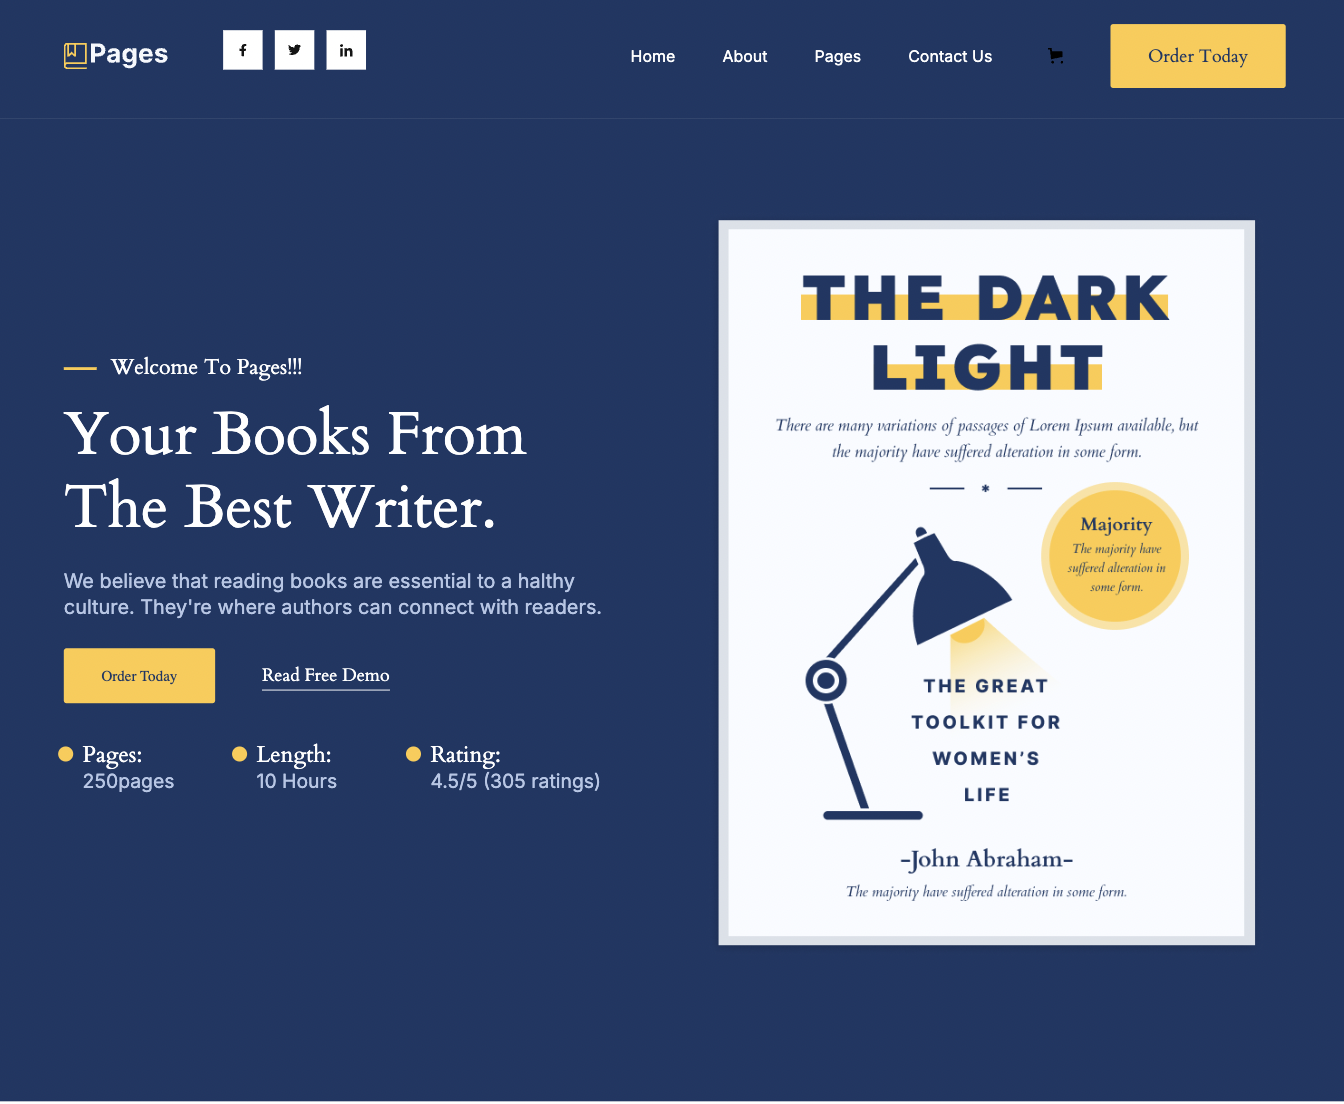 Pages
Home About Pages Contact Us
Order Today
Welcome To Pages!!!
Your Books From
The Best Writer.
We believe that reading books are essential to a halthy
culture. They're where authors can connect with readers.
Order Today
Read Free Demo
Pages:
250pages
Length:
10 Hours
Rating:
4.5/5 (305 ratings)
THE DARK
LIGHT
There are many variations of passages of Lorem Ipsum available, but
the majority have suffered alteration in some form.
*
Majority
The majority have
suffered alteration in
some form.
THE GREAT
TOOLKIT FOR
WOMEN’S
LIFE
-John Abraham-
The majority have suffered alteration in some form.